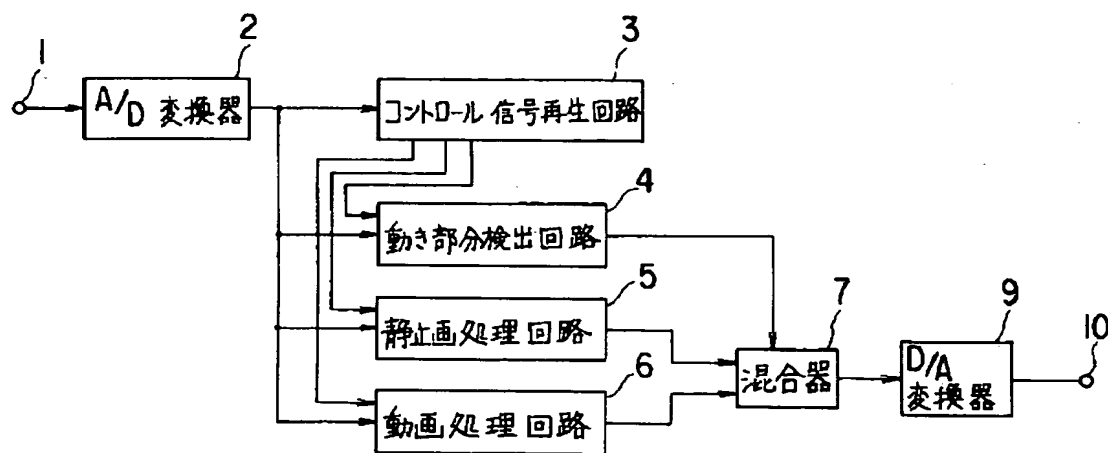 1
2
A/D 変換器
3
コントロール信号再生回路
4
動き部分検出回路
5
静止画処理回路
6
動画処理回路
7
混合器
9
D/A
変換器
10